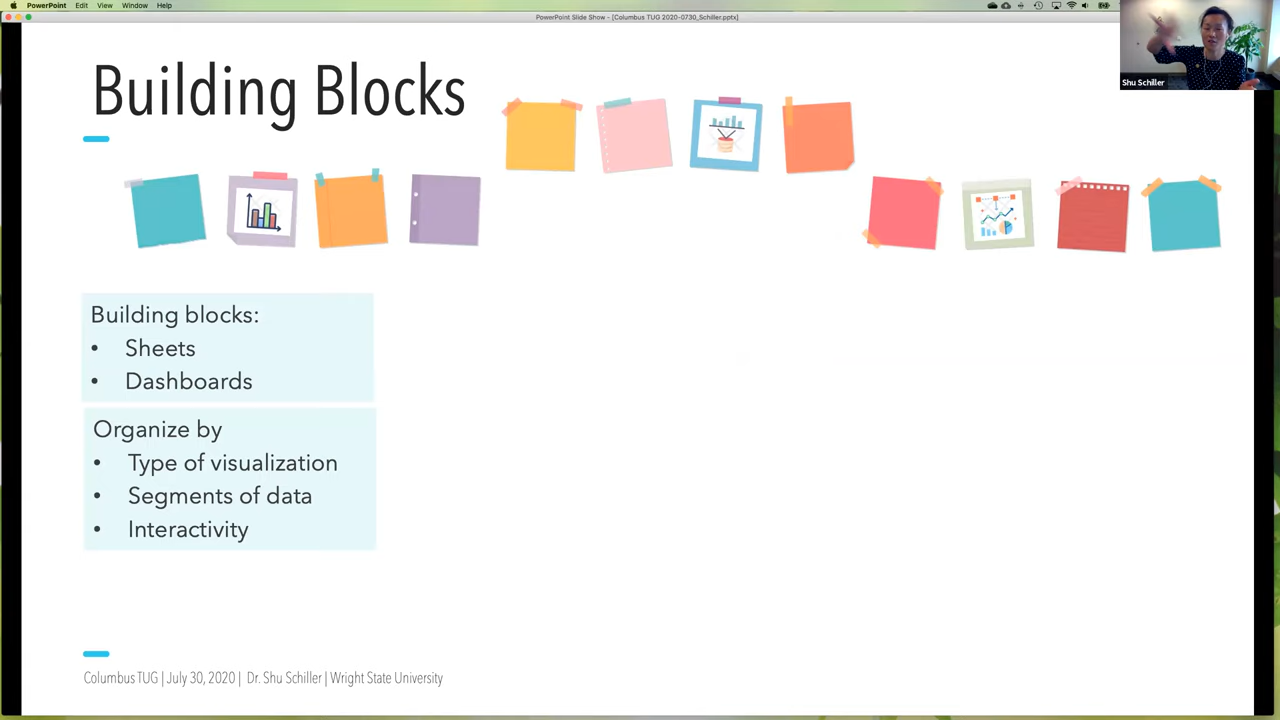 PowerPoint Edit View Window Help
PowerPoint Slide Show - [Columbus TUG 2020-0730_Schiller.pptx]
Shu Schiller
Building Blocks
Building blocks:
• Sheets
• Dashboards
Organize by
• Type of visualization
• Segments of data
• Interactivity
Columbus TUG | July 30, 2020 | Dr. Shu Schiller | Wright State University